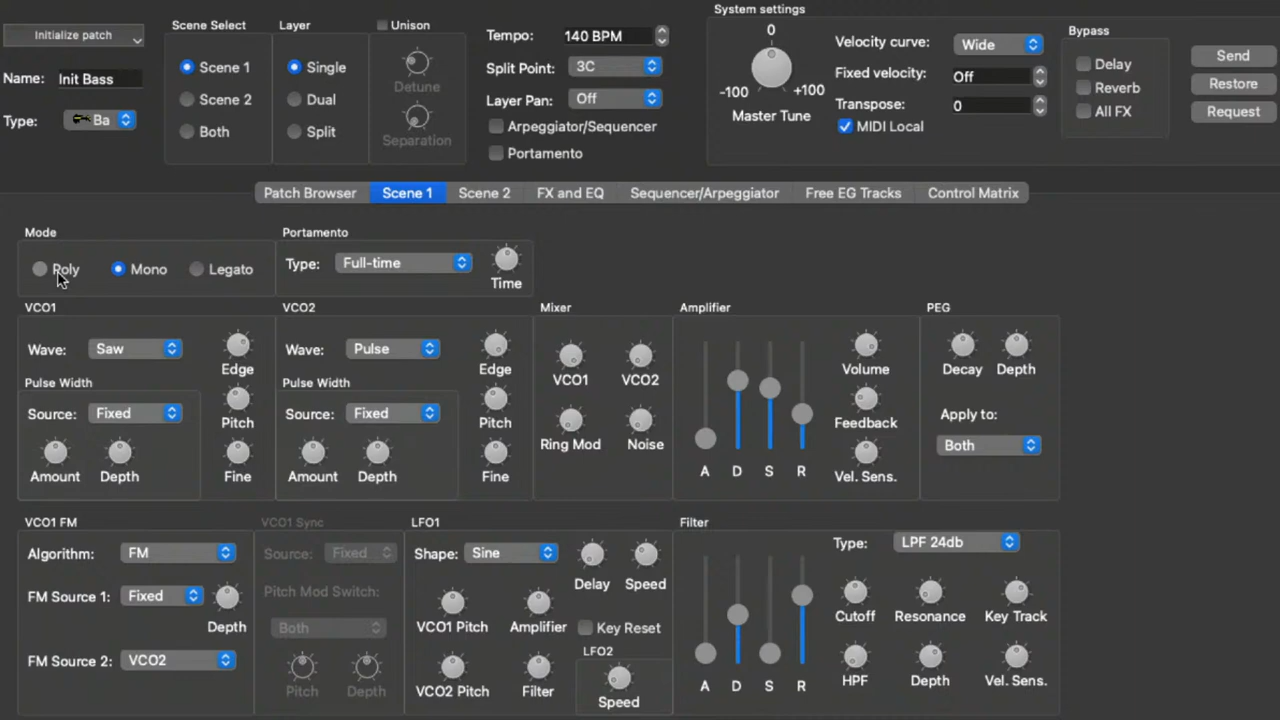 Initialize patch
Name: Init Bass
Type: Ba
Scene Select
Scene 1
Scene 2
Both
Layer
Single
Dual
Split
Unison
Detune
Separation
Tempo: 140 BPM
Split Point: 3C
Layer Pan: Off
Arpeggiator/Sequencer
Portamento
System settings
0
-100 +100
Master Tune
Velocity curve: Wide
Fixed velocity: Off
Transpose: 0
MIDI Local
Bypass
Delay
Reverb
All FX
Send
Restore
Request
Patch Browser Scene 1 Scene 2 FX and EQ Sequencer/Arpeggiator Free EG Tracks Control Matrix
Mode
Poly Mono Legato
Portamento
Type: Full-time
Time
VCO1
Wave: Saw
Edge
Pulse Width
Source: Fixed
Pitch
Amount Depth
Fine
VCO2
Wave: Pulse
Edge
Pulse Width
Source: Fixed
Pitch
Amount Depth
Fine
Mixer
VCO1 VCO2
Ring Mod Noise
Amplifier
A D S R
Volume
Feedback
Vel. Sens.
PEG
Decay Depth
Apply to:
Both
VCO1 FM
Algorithm: FM
FM Source 1: Fixed
Depth
FM Source 2: VCO2
VCO1 Sync
Source: Fixed
Pitch Mod Switch:
Both
Pitch Depth
LFO1
Shape: Sine
Delay Speed
VCO1 Pitch Amplifier
Key Reset
VCO2 Pitch Filter
LFO2
Speed
Filter
A D S R
Type: LPF 24db
Cutoff Resonance Key Track
HPF Depth Vel. Sens.